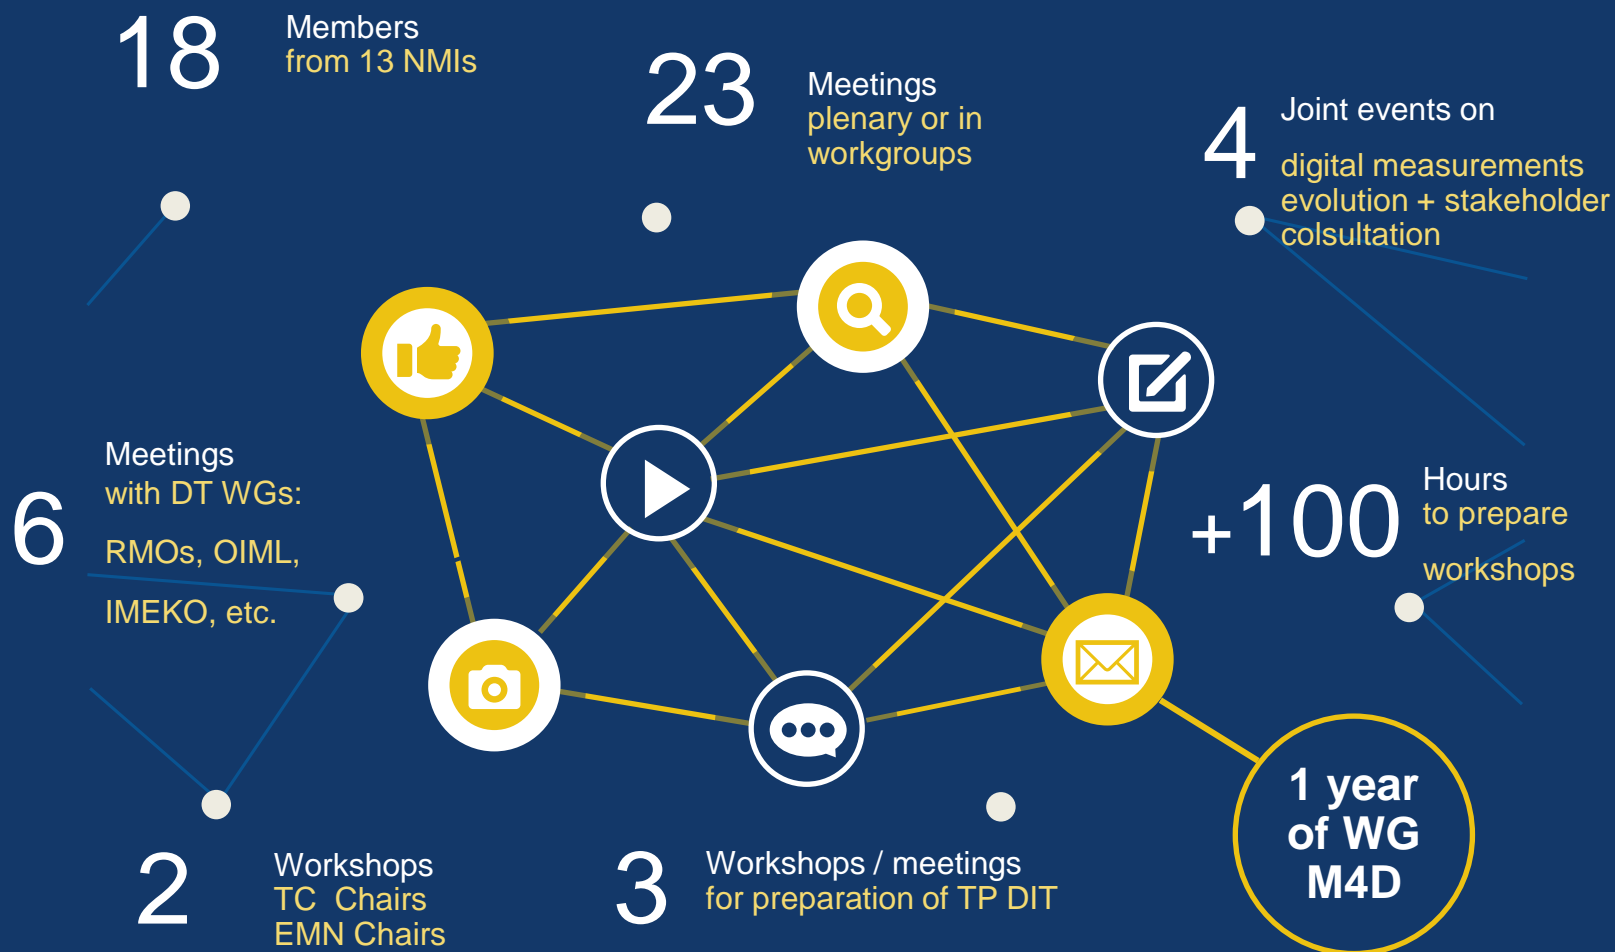 18
Members
from 13 NMIs
23
Meetings
plenary or in
workgroups
4
Joint events on
digital measurements
evolution + stakeholder
colsultation
6
Meetings
with DT WGs:
RMOs, OIML,
IMEKO, etc.
+100
Hours
to prepare
workshops
2
Workshops
TC Chairs
EMN Chairs
3
Workshops / meetings
for preparation of TP DIT
1 year
of WG
M4D